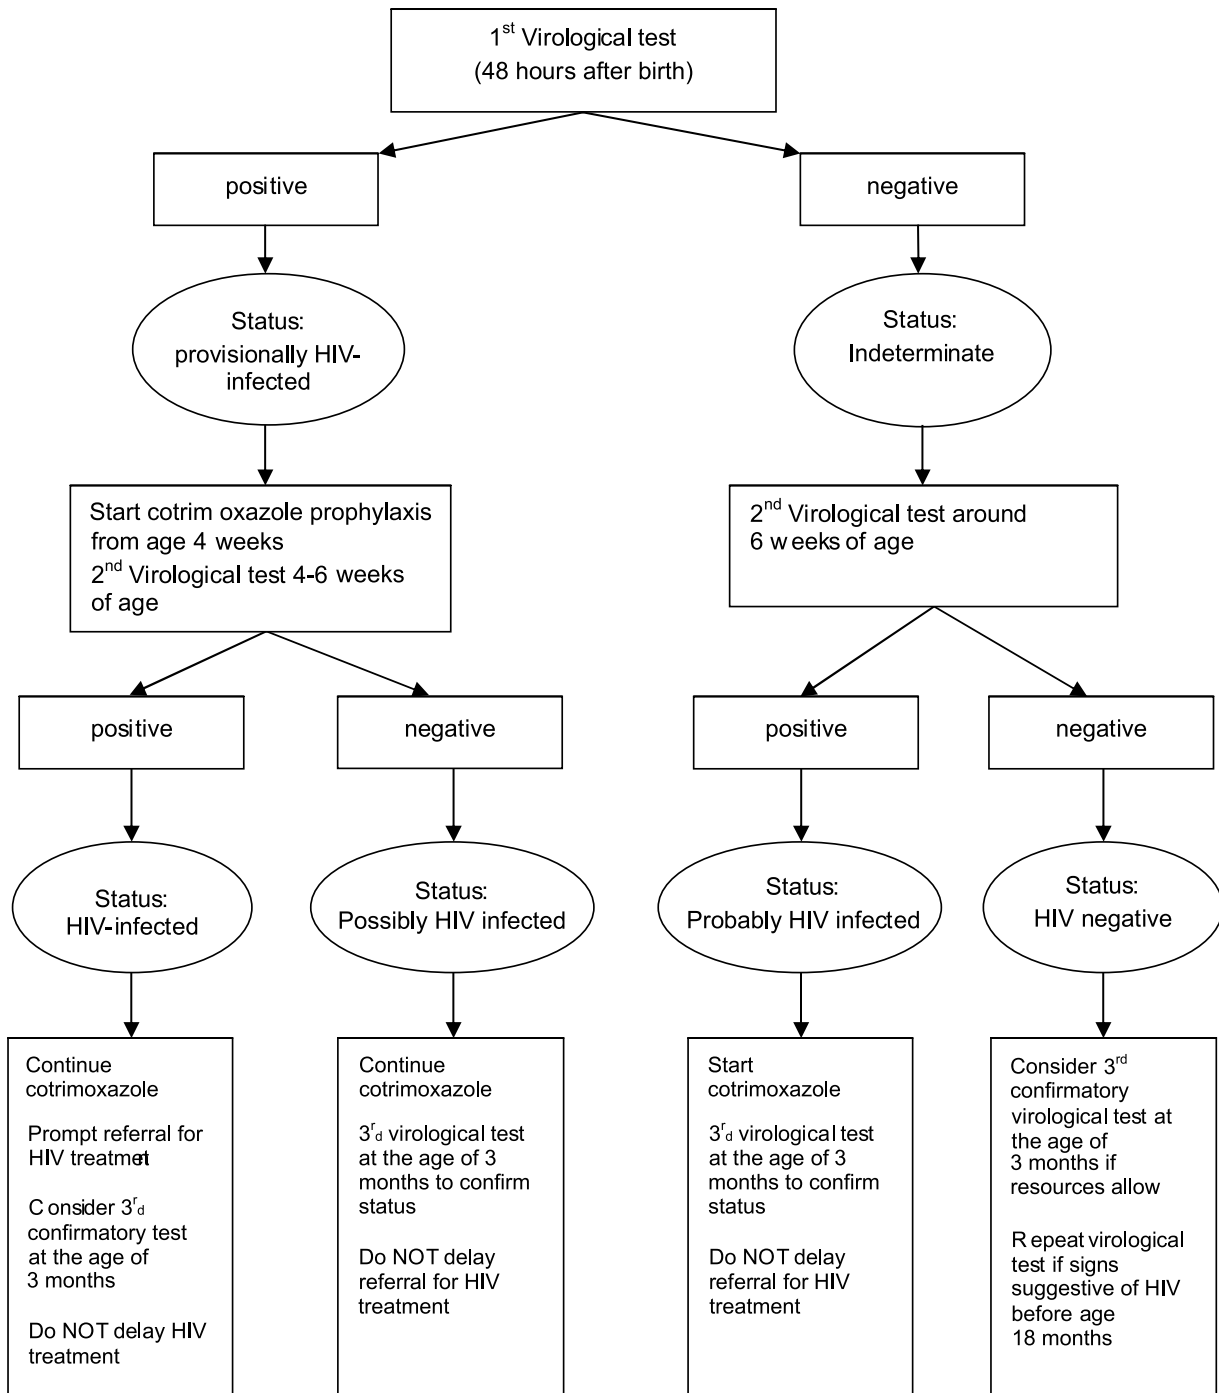 1st Virological test
(48 hours after birth)
positive
negative
Status:
provisionally HIV-
infected
Status:
Indeterminate
Start cotrim oxazole prophylaxis
from age 4 weeks
2nd Virological test 4-6 weeks
of age
2nd Virological test around
6 weeks of age
positive
negative
positive
negative
Status:
HIV-infected
Status:
Possibly HIV infected
Status:
Probably HIV infected
Status:
HIV negative
Continue
cotrimoxazole
Prompt referral for
HIV treatment
C onsider 3rd
confirmatory test
at the age of
3 months
Do NOT delay HIV
treatment
Continue
cotrimoxazole
3rd virological test
at the age of 3
months to confirm
status
Do NOT delay
referral for HIV
treatment
Start
cotrimoxazole
3rd virological test
at the age of 3
months to confirm
status
Do NOT delay
referral for HIV
treatment
Consider 3rd
confirmatory
virological test at
the age of
3 months if
resources allow
R epeat virological
test if signs
suggestive of HIV
before age
18 months